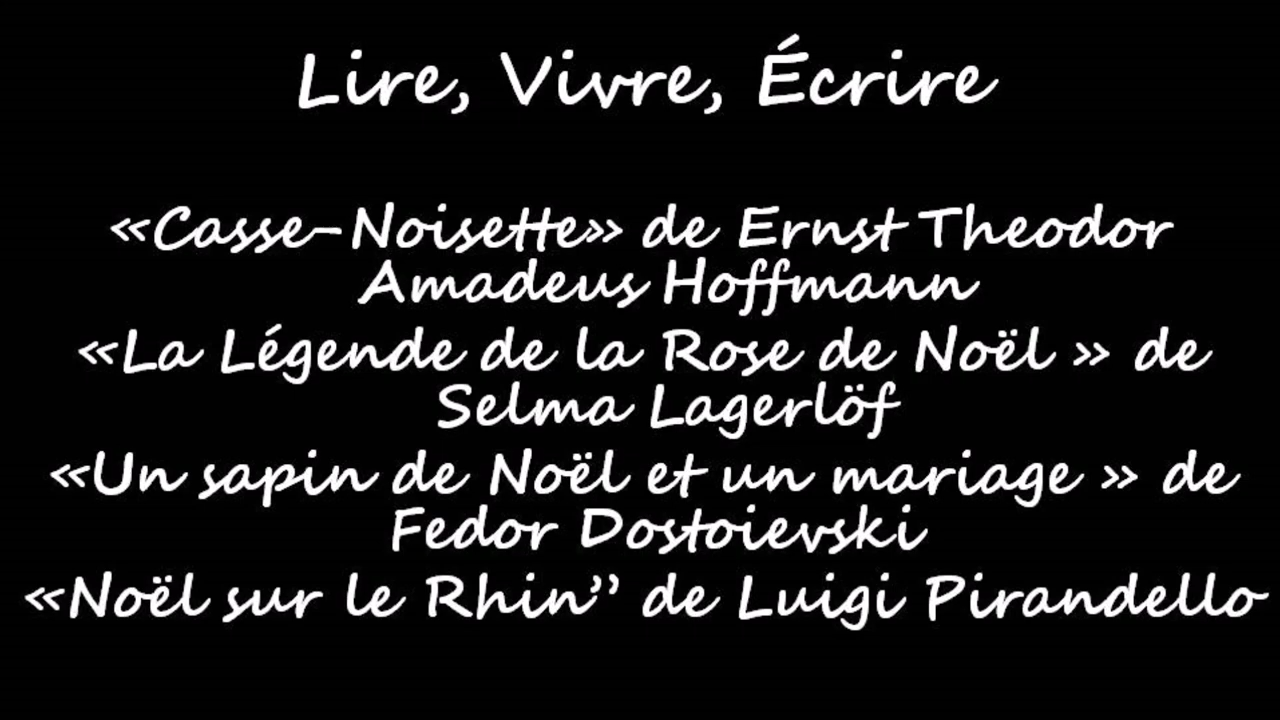 Lire, Vivre, Écrire
«Casse-Noisette» de Ernst Theodor
Amadeus Hoffmann
«La Légende de la Rose de Noël » de
Selma Lagerlöf
«Un sapin de Noël et un mariage » de
Fedor Dostoievski
«Noël sur le Rhin” de Luigi Pirandello